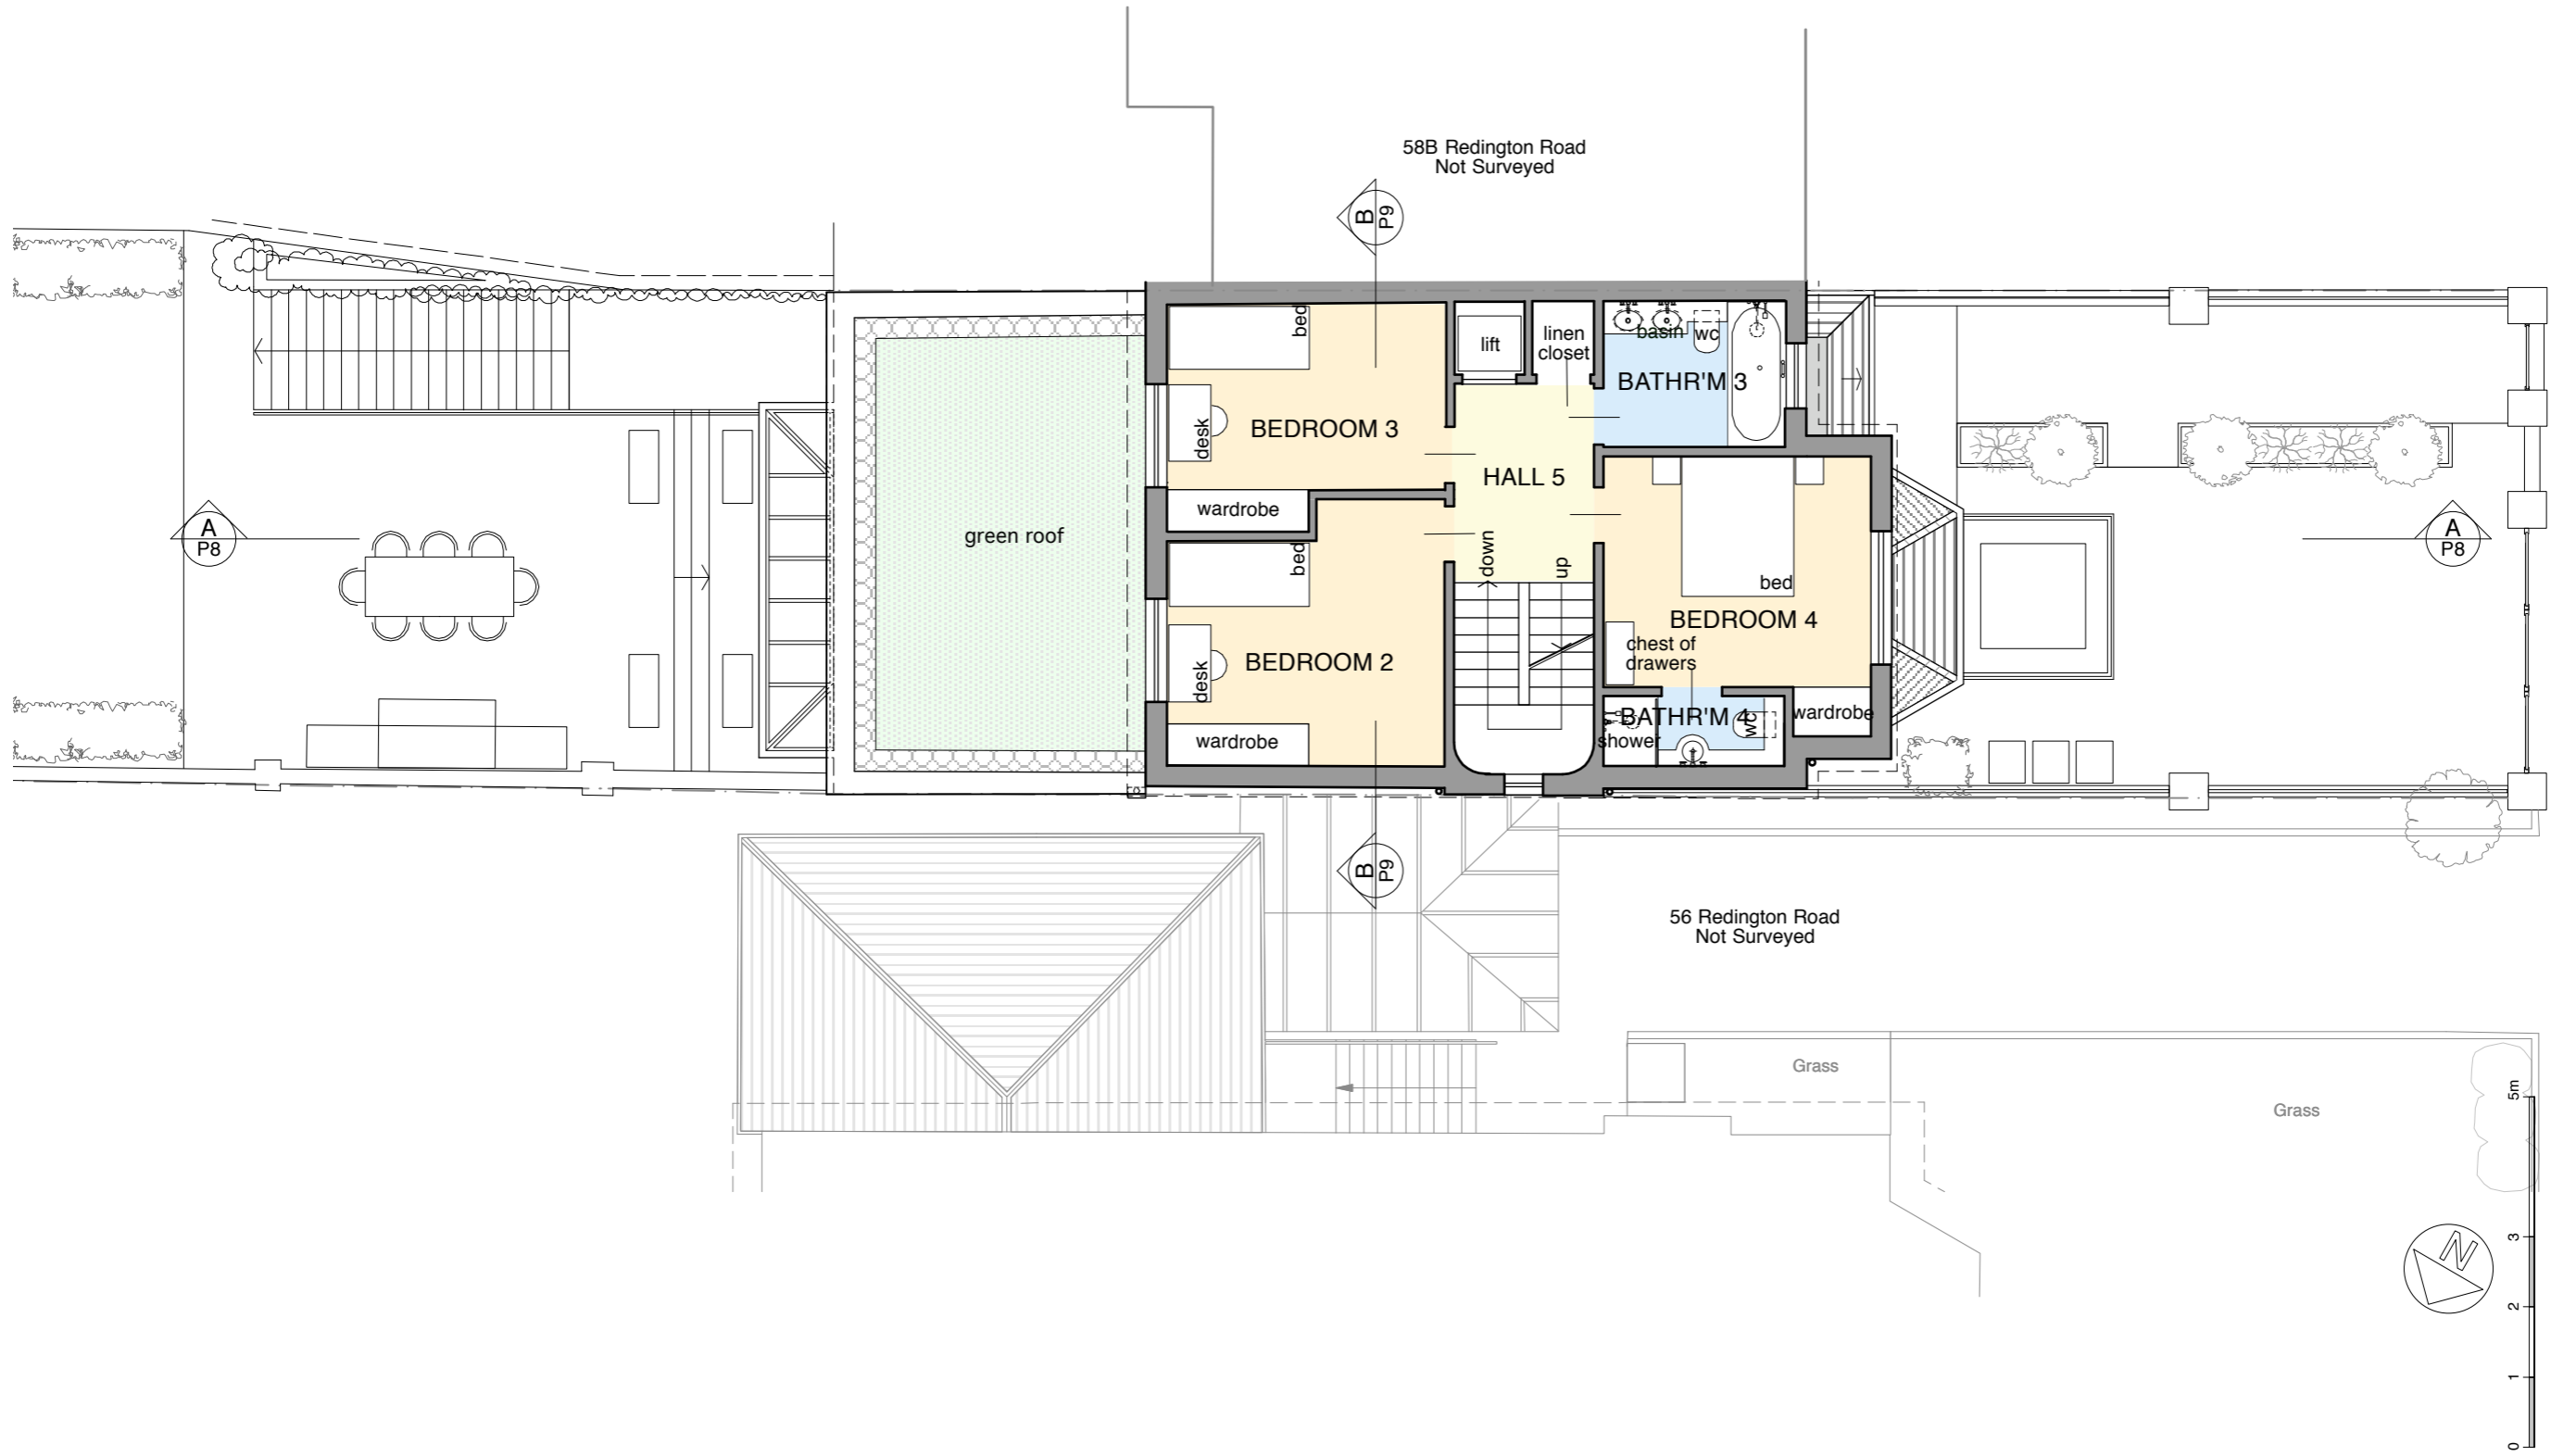 58B Redington Road
Not Surveyed
B
P9
bed
lift
linen
closet
basin
wc
BATHR'M 3
desk
BEDROOM 3
HALL 5
wardrobe
green roof
A
P8
A
P8
bed
down
up
bed
BEDROOM 4
chest of
drawers
desk
BEDROOM 2
wardrobe
BATHR'M 4
wc
shower
wardrobe
B
P9
56 Redington Road
Not Surveyed
Grass
Grass
5m
3
2
1
0
N